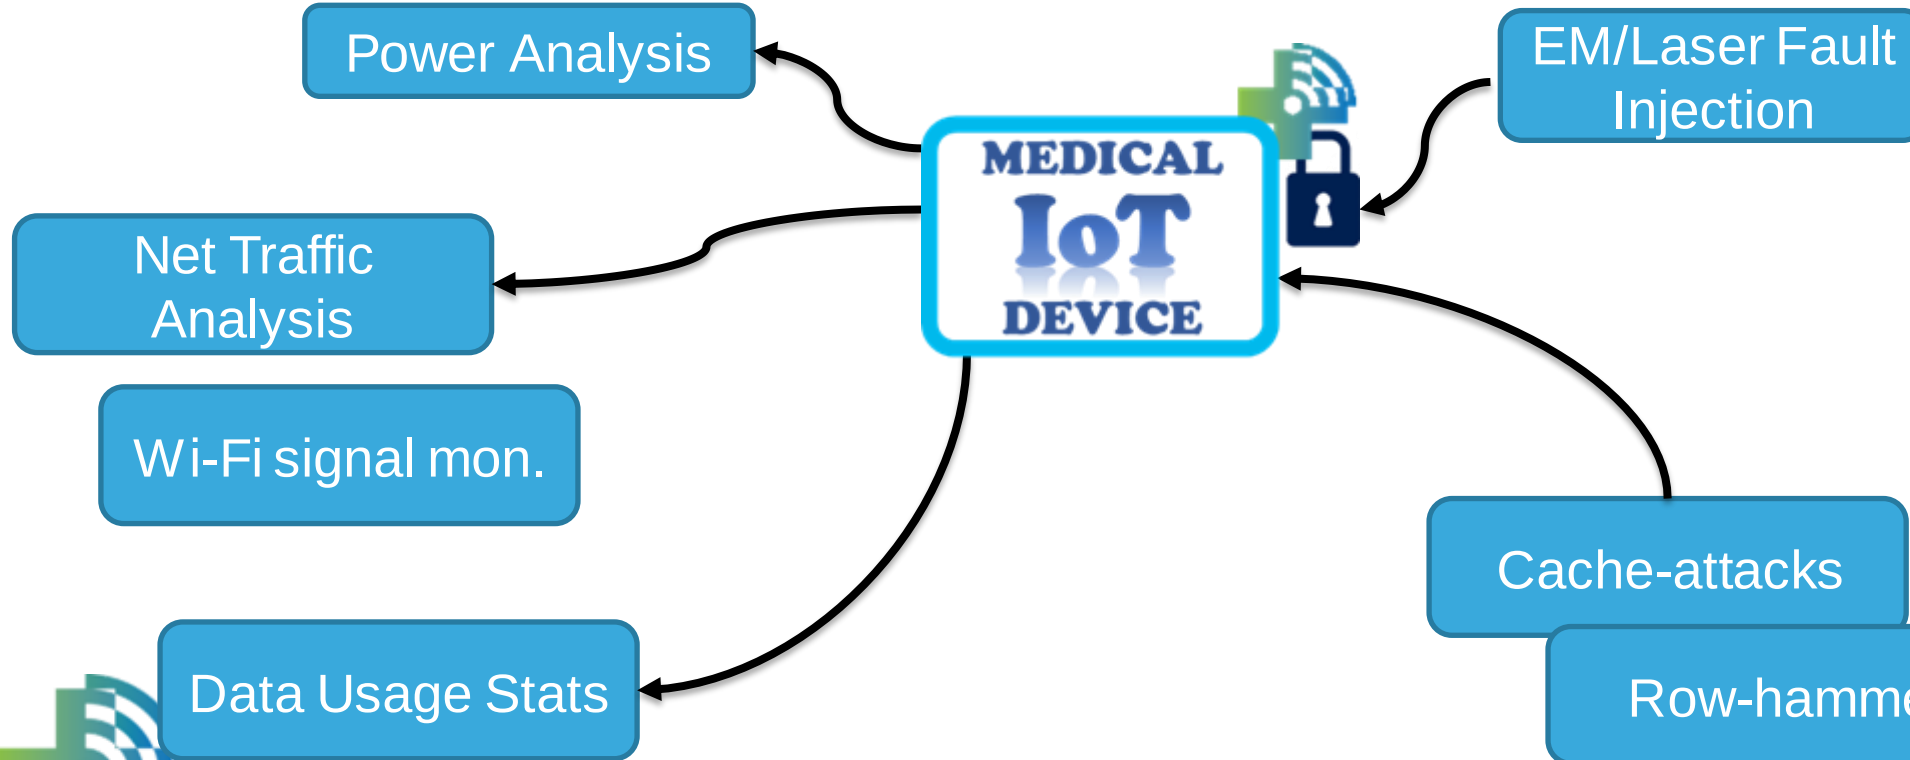 Power Analysis
EM/Laser Fault
Injection
MEDICAL
IoT
DEVICE
Net Traffic
Analysis
Wi-Fi signal mon.
Cache-attacks
Data Usage Stats